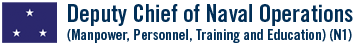 Deputy Chief of Naval Operations
(Manpower, Personnel, Training and Education) (N1)